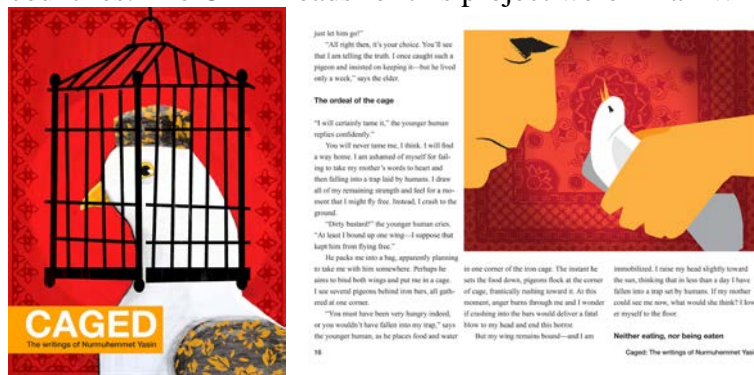 for this project were
CAGED
The writings of Nurmuhemmet Yasin
just let him go!”
“All right then, it’s your choice. You’ll see
that I am telling the truth. I once caught such a
pigeon and insisted on keeping it—but he lived
only a week,” says the elder.
The ordeal of the cage
“I will certainly tame it,” the younger human
replies confidently.”
You will never tame me, I think. I will find
a way home. I am ashamed of myself for fail-
ing to take my mother’s words to heart and
then falling into a trap laid by humans. I draw
all of my remaining strength and feel for a mo-
ment that I might fly free. Instead, I crash to the
ground.
“Dirty bastard!” the younger human cries.
“At least I bound up one wing—I suppose that
kept him from flying free.”
He packs me into a bag, apparently planning
to take me with him somewhere. Perhaps he
aims to bind both wings and put me in a cage.
I see several pigeons behind iron bars, all gath-
ered at one corner.
“You must have been very hungry indeed,
or you wouldn’t have fallen into my trap,” says
the younger human, as he places food and water
16
in one corner of the iron cage. The instant he
sets the food down, pigeons flock at the corner
of cage, frantically rushing toward it. At this
moment, anger burns through me and I wonder
if crashing into the bars would deliver a fatal
blow to my head and end this horror.
But my wing remains bound—and I am
immobilized. I raise my head slightly toward
the sun, thinking that in less than a day I have
fallen into a trap set by humans. If my mother
could see me now, what would she think? I
er myself to the floor.
Neither eating, nor being eaten
Caged: The writings of Nurmuhemmet